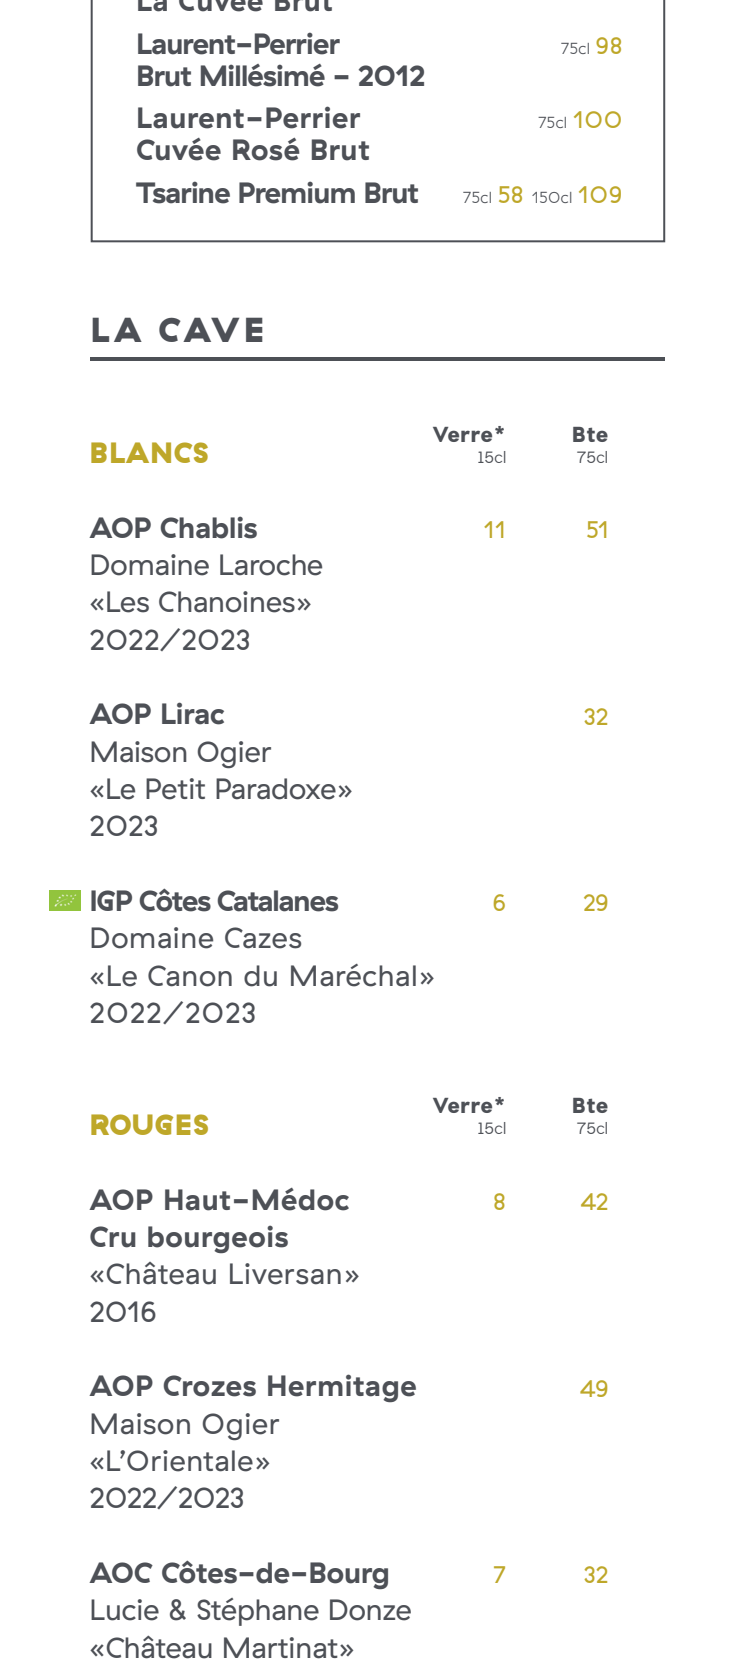 La Cuvée Brut
Laurent-Perrier 75cl 98
Brut Millésimé - 2012
Laurent-Perrier 75cl 100
Cuvée Rosé Brut
Tsarine Premium Brut 75cl 58 150cl 109
LA CAVE
BLANCS Verre* Bte
15cl 75cl
AOP Chablis 11 51
Domaine Laroche
«Les Chanoines»
2022/2023
AOP Lirac 32
Maison Ogier
«Le Petit Paradoxe»
2023
IGP Côtes Catalanes 6 29
Domaine Cazes
«Le Canon du Maréchal»
2022/2023
ROUGES Verre* Bte
15cl 75cl
AOP Haut-Médoc 8 42
Cru bourgeois
«Château Liversan»
2016
AOP Crozes Hermitage 49
Maison Ogier
«L'Orientale»
2022/2023
AOC Côtes-de-Bourg 7 32
Lucie & Stéphane Donze
«Château Martinat»